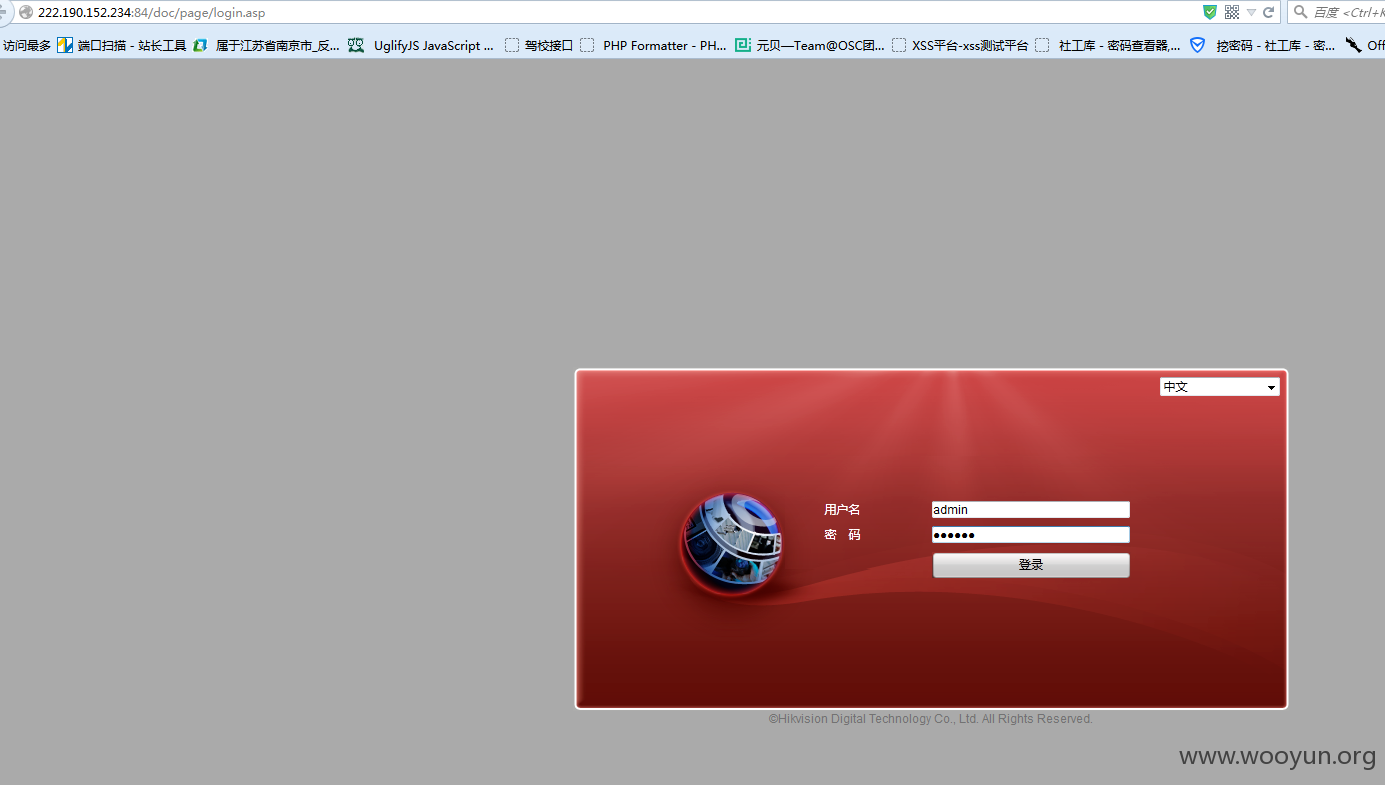 222.190.152.234:84/doc/page/login.asp 百度 <Ctrl+K
访问最多 端口扫描 - 站长工具 属于江苏省南京市_反... UglifyJS JavaScript ... 驾校接口 PHP Formatter - PH... 元贝—Team@OSC团... XSS平台-xss测试平台 社工库 - 密码查看器,... 挖密码 - 社工库 - 密... Off
中文
用户名 admin
密 码 ●●●●●●
登录
©Hikvision Digital Technology Co., Ltd. All Rights Reserved.
www.wooyun.org